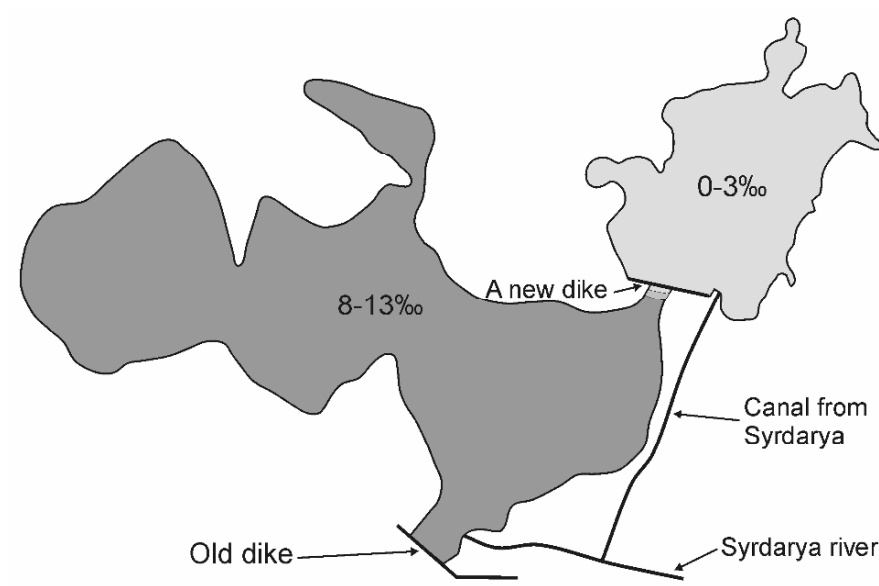 0-3‰
A new dike
8-13‰
Canal from
Syrdarya
Old dike
Syrdarya river